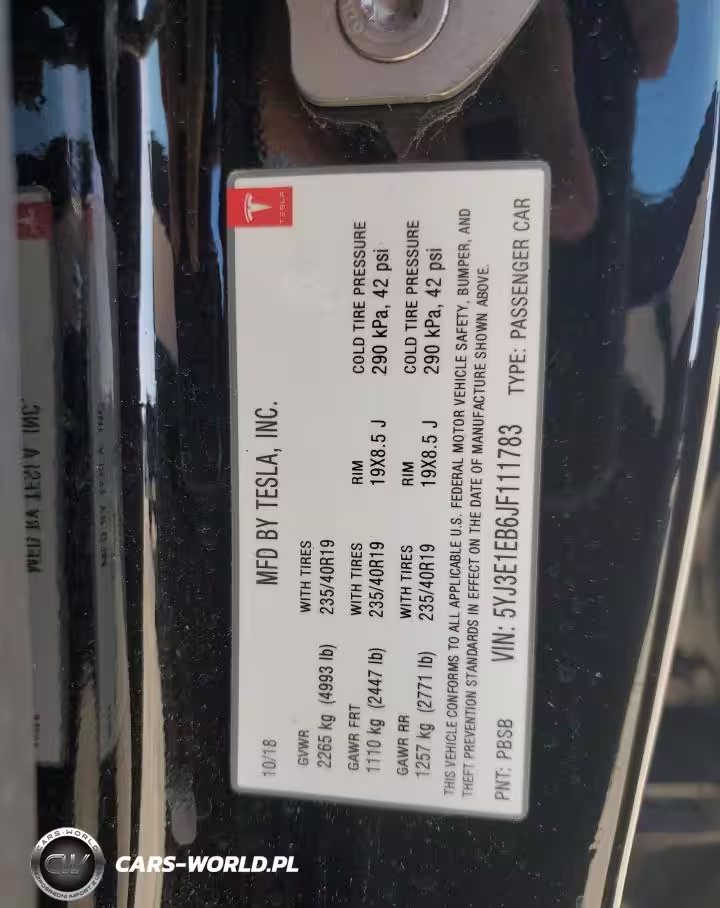 TESLA
MFD BY TESLA, INC.
10/18
GVWR WITH TIRES
2265 kg (4993 lb) 235/40R19
GAWR FRT WITH TIRES RIM COLD TIRE PRESSURE
1110 kg (2447 lb) 235/40R19 19X8.5 J 290 kPa, 42 psi
GAWR RR WITH TIRES RIM COLD TIRE PRESSURE
1257 kg (2771 lb) 235/40R19 19X8.5 J 290 kPa, 42 psi
THIS VEHICLE CONFORMS TO ALL APPLICABLE U.S. FEDERAL MOTOR VEHICLE SAFETY, BUMPER, AND
THEFT PREVENTION STANDARDS IN EFFECT ON THE DATE OF MANUFACTURE SHOWN ABOVE.
PNT: PBSB VIN: 5YJ3E1EB6JF111783 TYPE: PASSENGER CAR
CARS-WORLD
CW
CARS-WORLD.PL